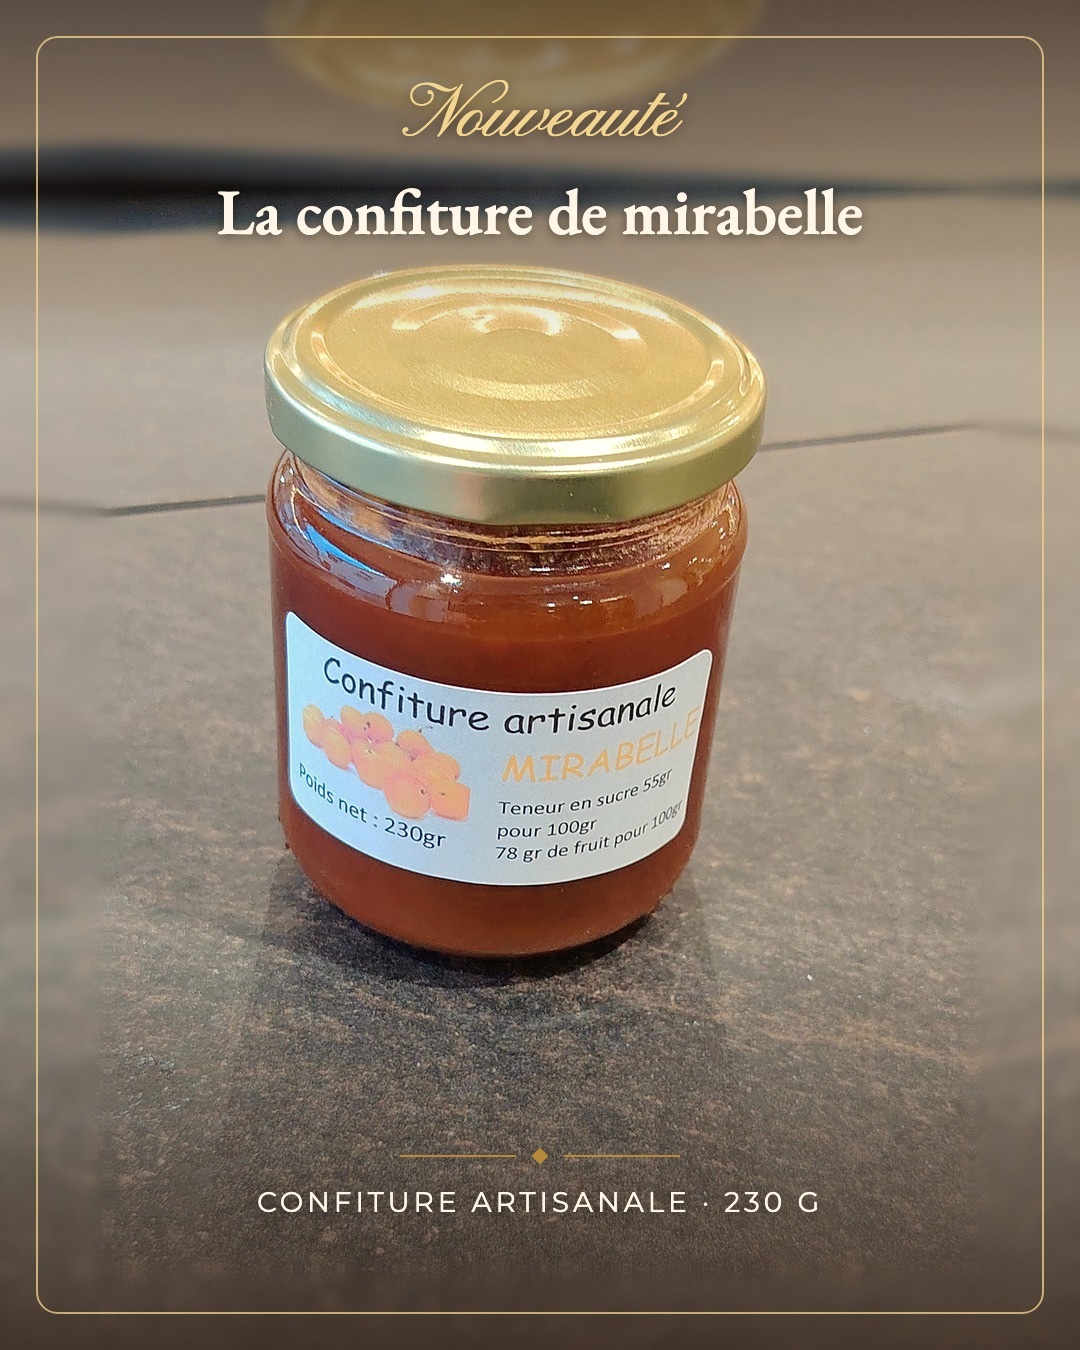 Nouveauté
La confiture de mirabelle
Confiture artisanale
MIRABELLE
Poids net : 230gr
Teneur en sucre 55gr
pour 100gr
78 gr de fruit pour 100gr
CONFITURE ARTISANALE · 230 G